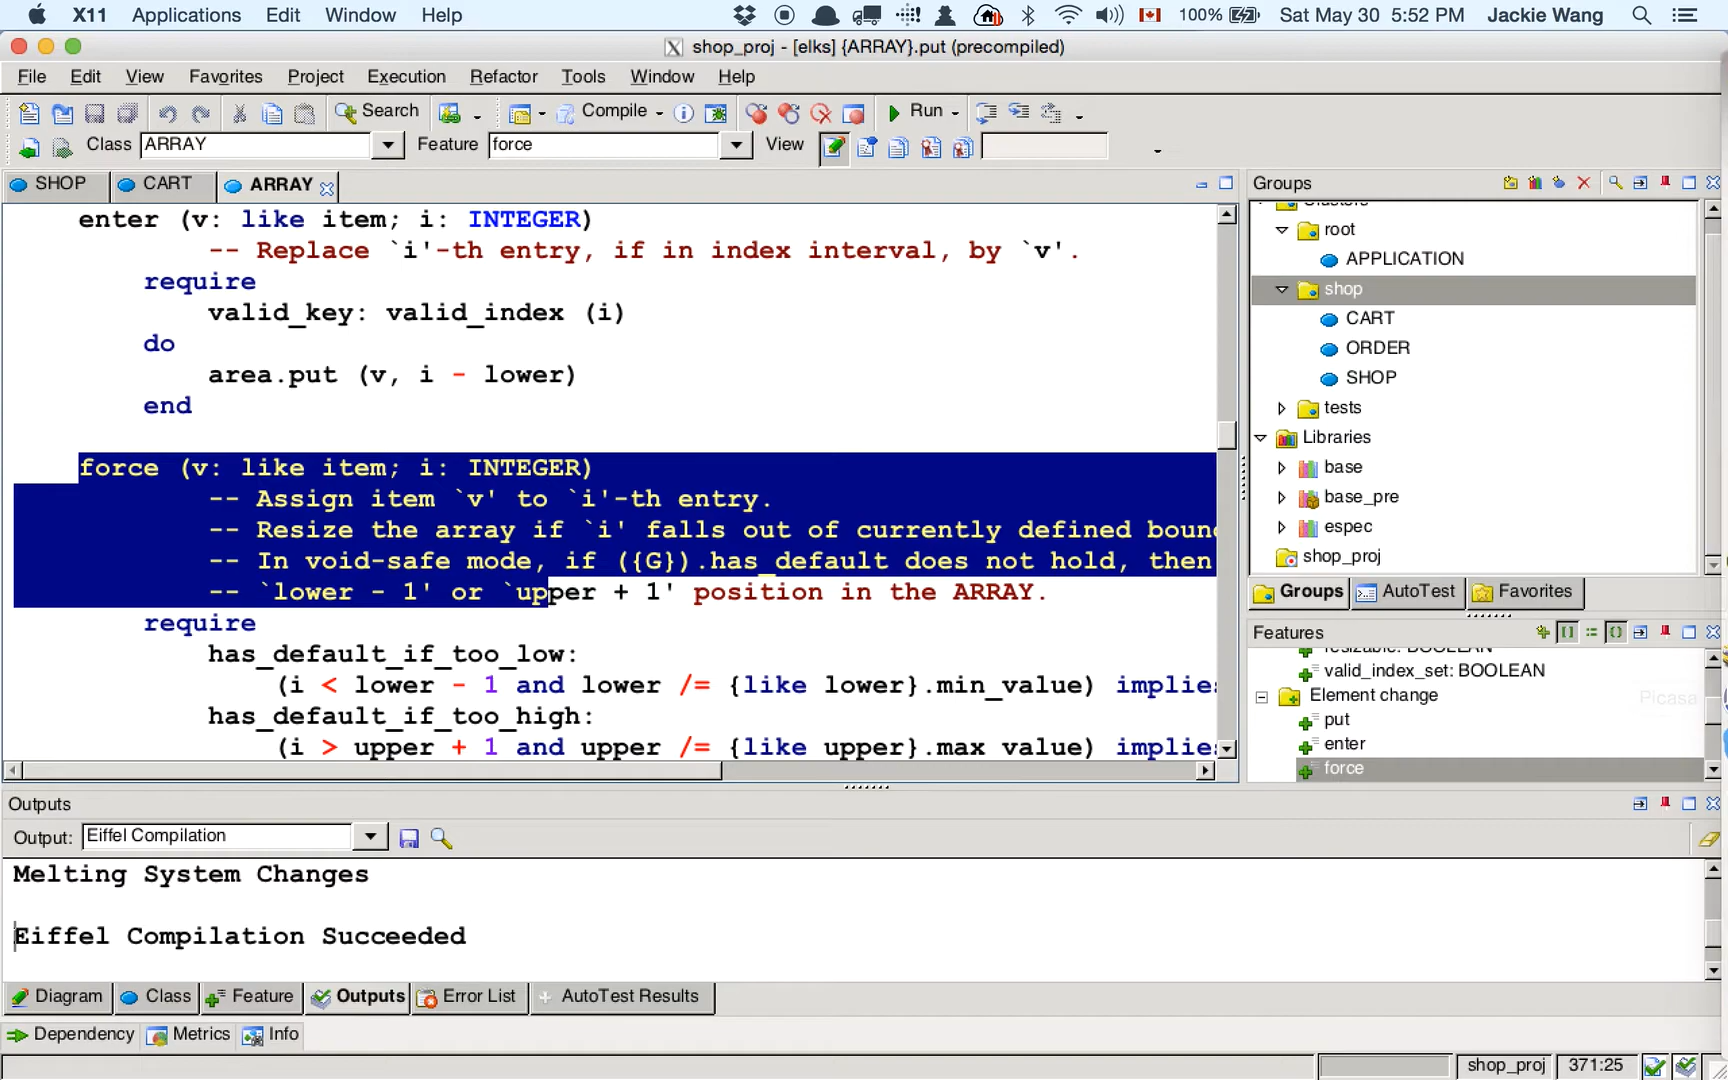 X11 Applications Edit Window Help 100% Sat May 30 5:52 PM Jackie Wang
shop_proj - [elks] {ARRAY}.put (precompiled)
File Edit View Favorites Project Execution Refactor Tools Window Help
Search Compile Run
Class ARRAY Feature force View
SHOP CART ARRAY
enter (v: like item; i: INTEGER)
-- Replace `i'-th entry, if in index interval, by `v'.
require
valid_key: valid_index (i)
do
area.put (v, i - lower)
end
force (v: like item; i: INTEGER)
-- Assign item `v' to `i'-th entry.
-- Resize the array if `i' falls out of currently defined bound
-- In void-safe mode, if ({G}).has_default does not hold, then
-- `lower - 1' or `upper + 1' position in the ARRAY.
require
has_default_if_too_low:
(i < lower - 1 and lower /= {like lower}.min_value) implies
has_default_if_too_high:
(i > upper + 1 and upper /= {like upper}.max_value) implies
Groups
Clusters
root
APPLICATION
shop
CART
ORDER
SHOP
tests
Libraries
base
base_pre
espec
shop_proj
Groups AutoTest Favorites
Features
resizable: BOOLEAN
valid_index_set: BOOLEAN
Element change
put
enter
force
Picasa
Outputs
Output: Eiffel Compilation
Melting System Changes
Eiffel Compilation Succeeded
Diagram Class Feature Outputs Error List AutoTest Results
Dependency Metrics Info
shop_proj 371:25